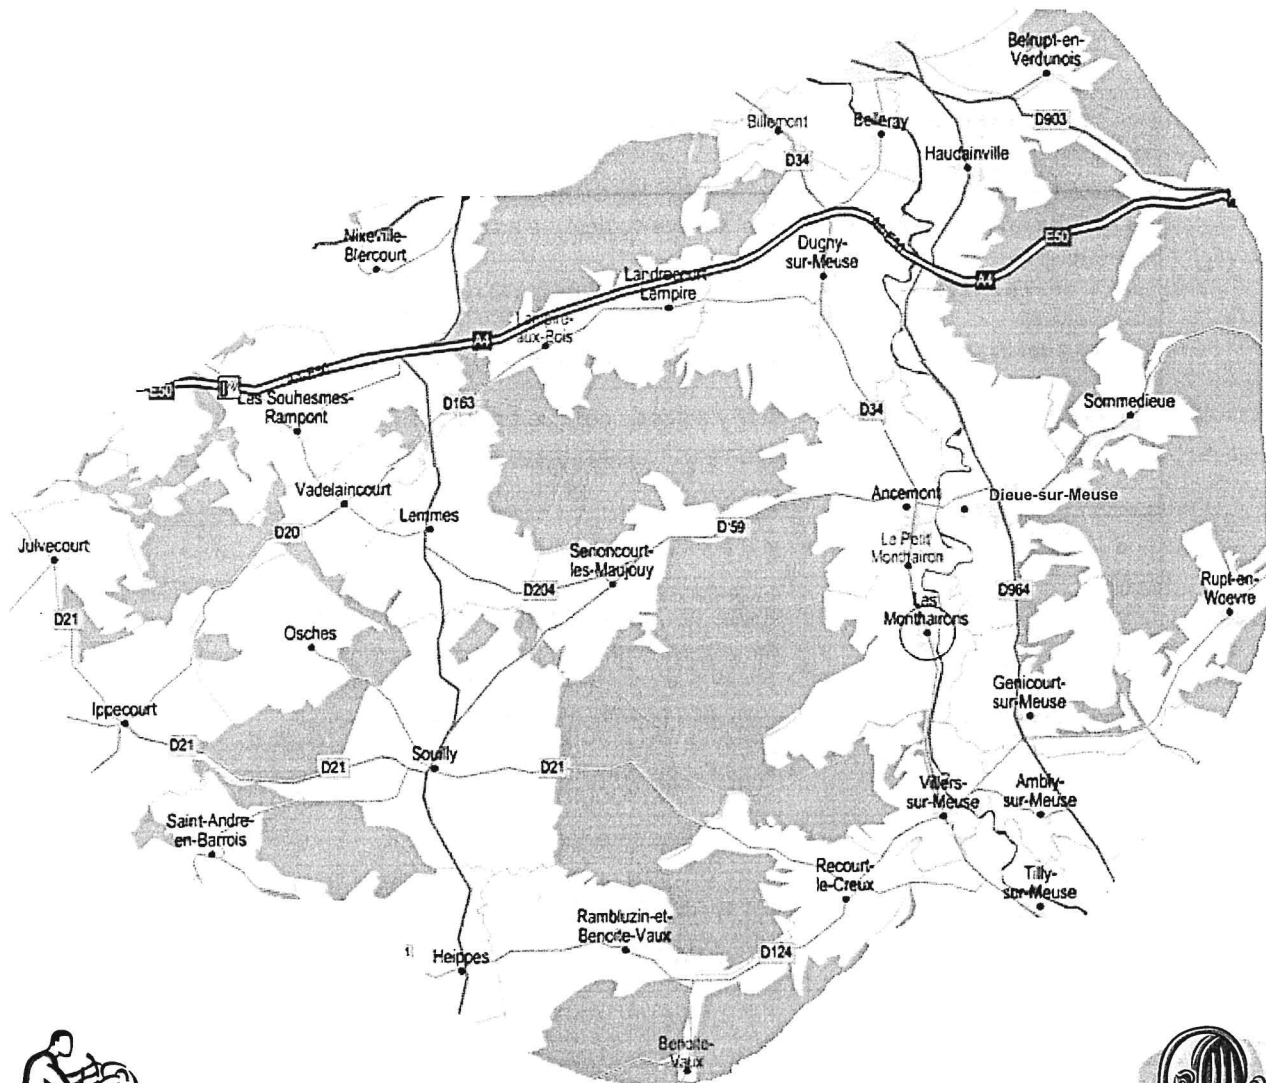 Belrupt-en-
Verdunois
D903
Billemont
Belleray
D34
Haudainville
Nixeville-
Blercourt
Dugny-
sur-Meuse
E50
A4
Landrecourt-
Lempire
aux-Bois
A4
E50
Les Souhesmes-
Rampont
D163
D34
Sommedieue
Vadelaincourt
Lemmes
D20
Ancemont
Dieue-sur-Meuse
D159
Julvecourt
Senoncourt-
les-Maujouy
Le Petit
Monthairon
D204
D964
Rupt-en-
Woevre
D21
Osches
Les
Monthairons
Genicourt-
sur-Meuse
Ippecourt
D21
D21
Souilly
D21
Villers-
sur-Meuse
Ambly-
sur-Meuse
Saint-Andre-
en-Barrois
Recourt-
le-Creux
Tilly-
sur-Meuse
Rambluzin-et-
Benoite-Vaux
D124
Heippes
Benoite-
Vaux